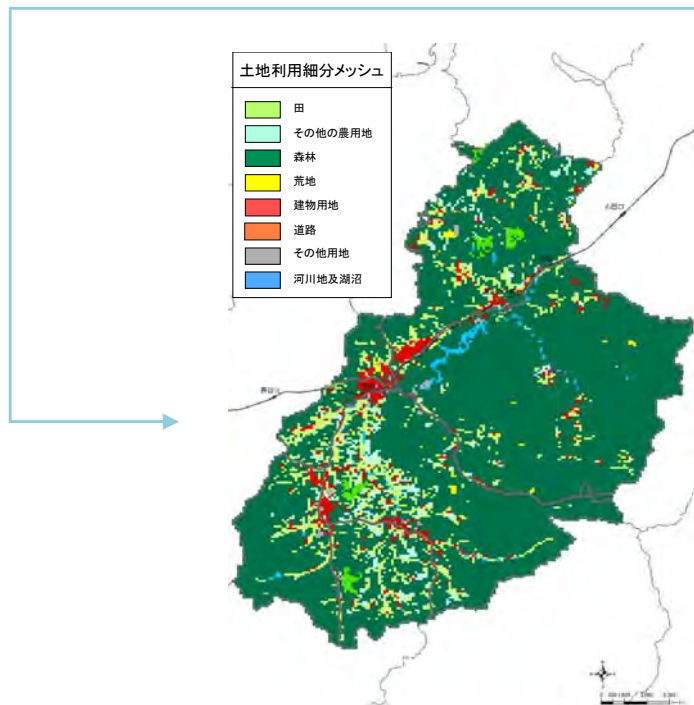 土地利用細分メッシュ
田
その他の農用地
森林
荒地
建物用地
道路
その他用地
河川地及湖沼